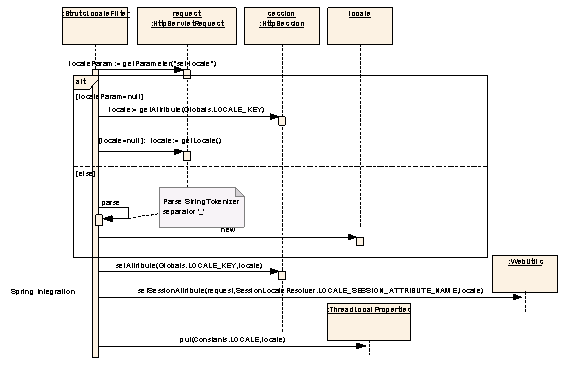 :StrutsLocaleFilter
request
:HttpServletRequest
session
:HttpSession
locale
localeParam := getParameter("set-locale")
alt
[localeParam=null]
locale:= getAttribute(Globals.LOCALE_KEY)
[locale=null]: locale:= getLocale()
[else]
parse
Parse StringTokenizer
separator '_'
new
setAttribute(Globals.LOCALE_KEY,locale)
:WebUtils
Spring Integration
setSessionAttribute(request,SessionLocaleResolver.LOCALE_SESSION_ATTRIBUTE_NAME,locale)
:ThreadLocalProperties
put(Constants.LOCALE,locale)